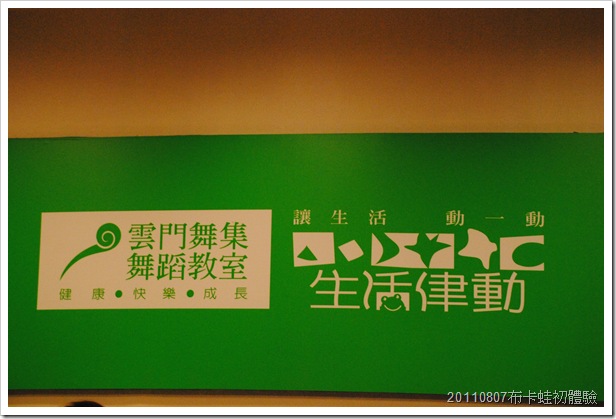 雲門舞集
舞蹈教室
健康●快樂●成長
讓生活 動一動
生活律動
20110807布卡蛙初體驗